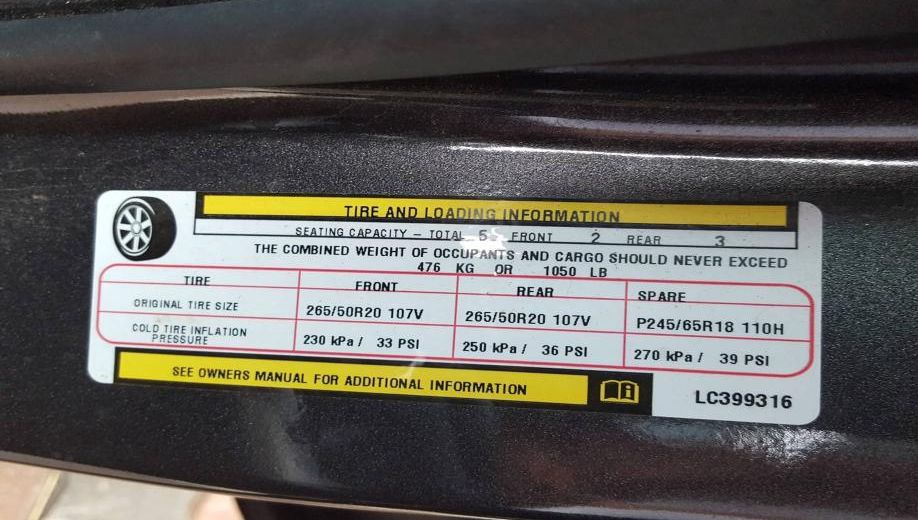 TIRE AND LOADING INFORMATION
SEATING CAPACITY – TOTAL 5 FRONT 2 REAR 3
THE COMBINED WEIGHT OF OCCUPANTS AND CARGO SHOULD NEVER EXCEED
476 KG OR 1050 LB
TIRE FRONT REAR SPARE
ORIGINAL TIRE SIZE 265/50R20 107V 265/50R20 107V P245/65R18 110H
COLD TIRE INFLATION PRESSURE 230 kPa / 33 PSI 250 kPa / 36 PSI 270 kPa / 39 PSI
SEE OWNERS MANUAL FOR ADDITIONAL INFORMATION
LC399316